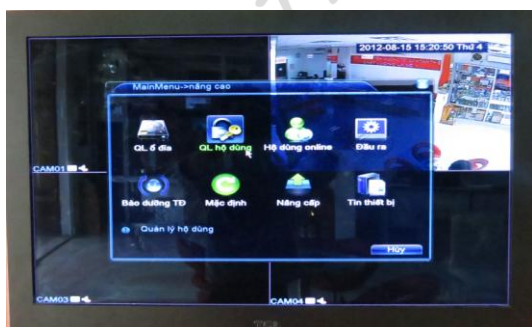 2012-08-15 15:20:50 Thứ 4
MainMenu->nâng cao
QL ổ đĩa
QL hộ dùng
Hộ dùng online
Đầu ra
CAM01
Bảo dưỡng TĐ
Mặc định
Nâng cấp
Tin thiết bị
Quản lý hộ dùng
Hủy
CAM03
CAM04